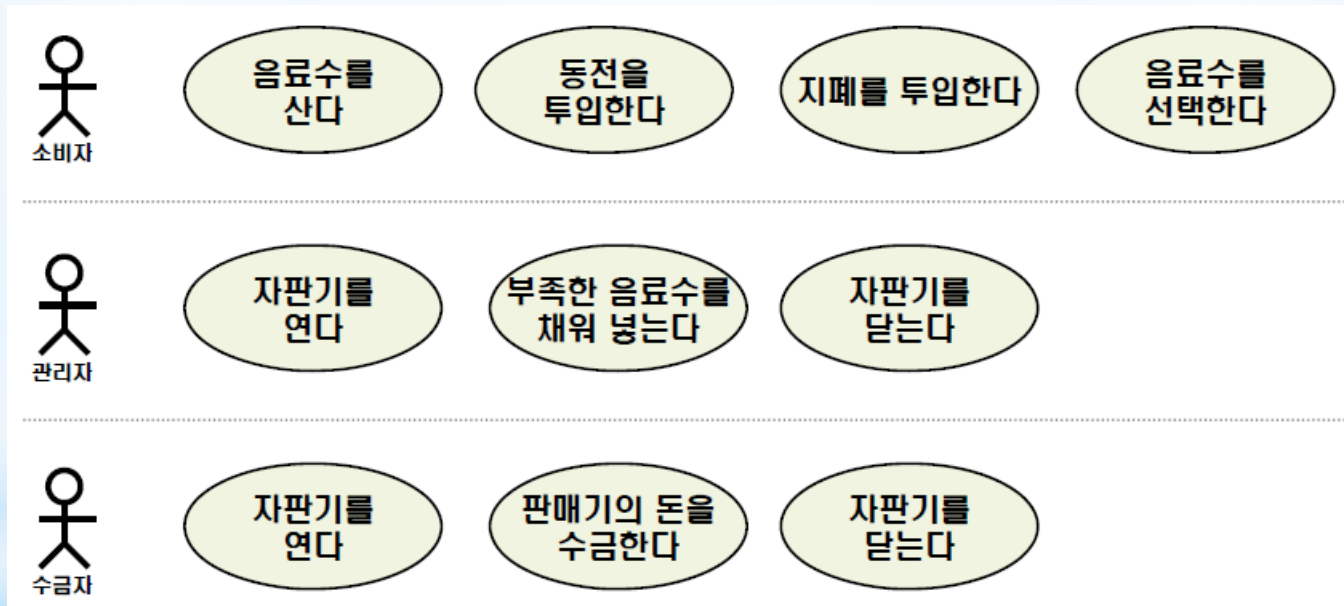 음료수를
산다
동전을
투입한다
지폐를 투입한다
음료수를
선택한다
소비자
자판기를
연다
부족한 음료수를
채워 넣는다
자판기를
닫는다
관리자
자판기를
연다
판매기의 돈을
수금한다
자판기를
닫는다
수금자